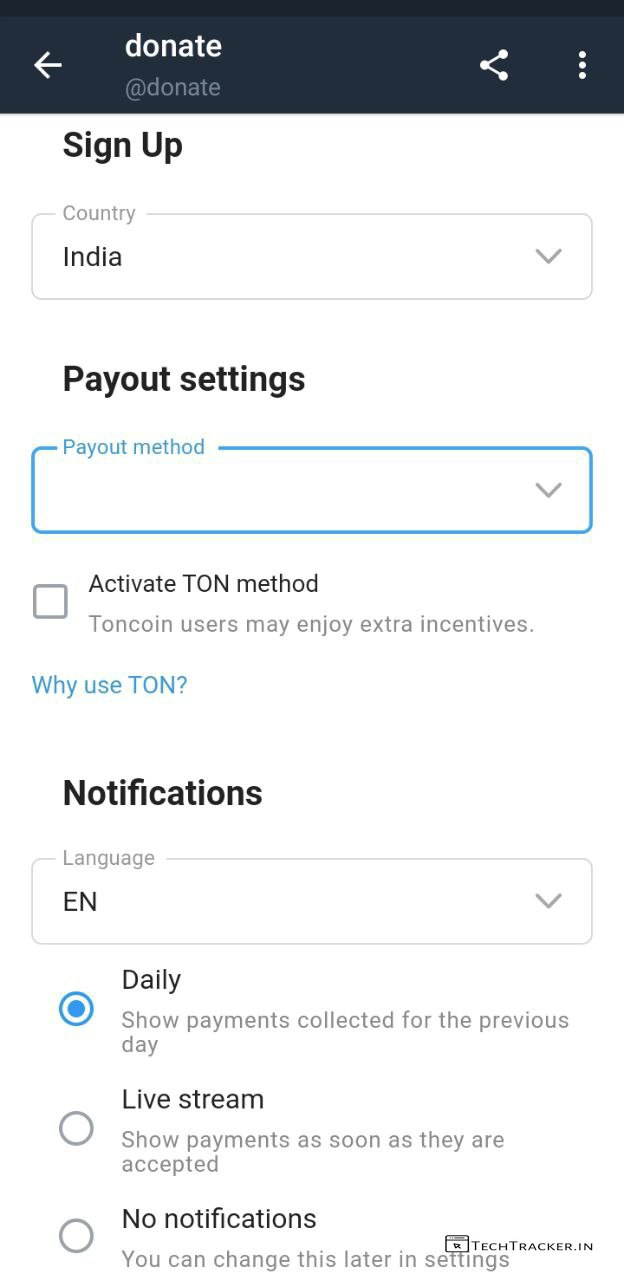 donate
@donate
Sign Up
Country
India
Payout settings
Payout method
Activate TON method
Toncoin users may enjoy extra incentives.
Why use TON?
Notifications
Language
EN
Daily
Show payments collected for the previous
day
Live stream
Show payments as soon as they are
accepted
No notifications
TECHTRACKER.IN
You can change this later in settings